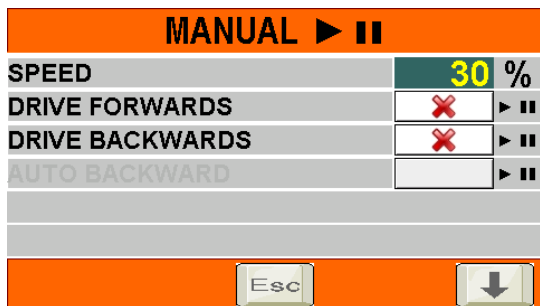 MANUAL ►❚❚
SPEED 30 %
DRIVE FORWARDS ►❚❚
DRIVE BACKWARDS ►❚❚
AUTO BACKWARD ►❚❚
Esc